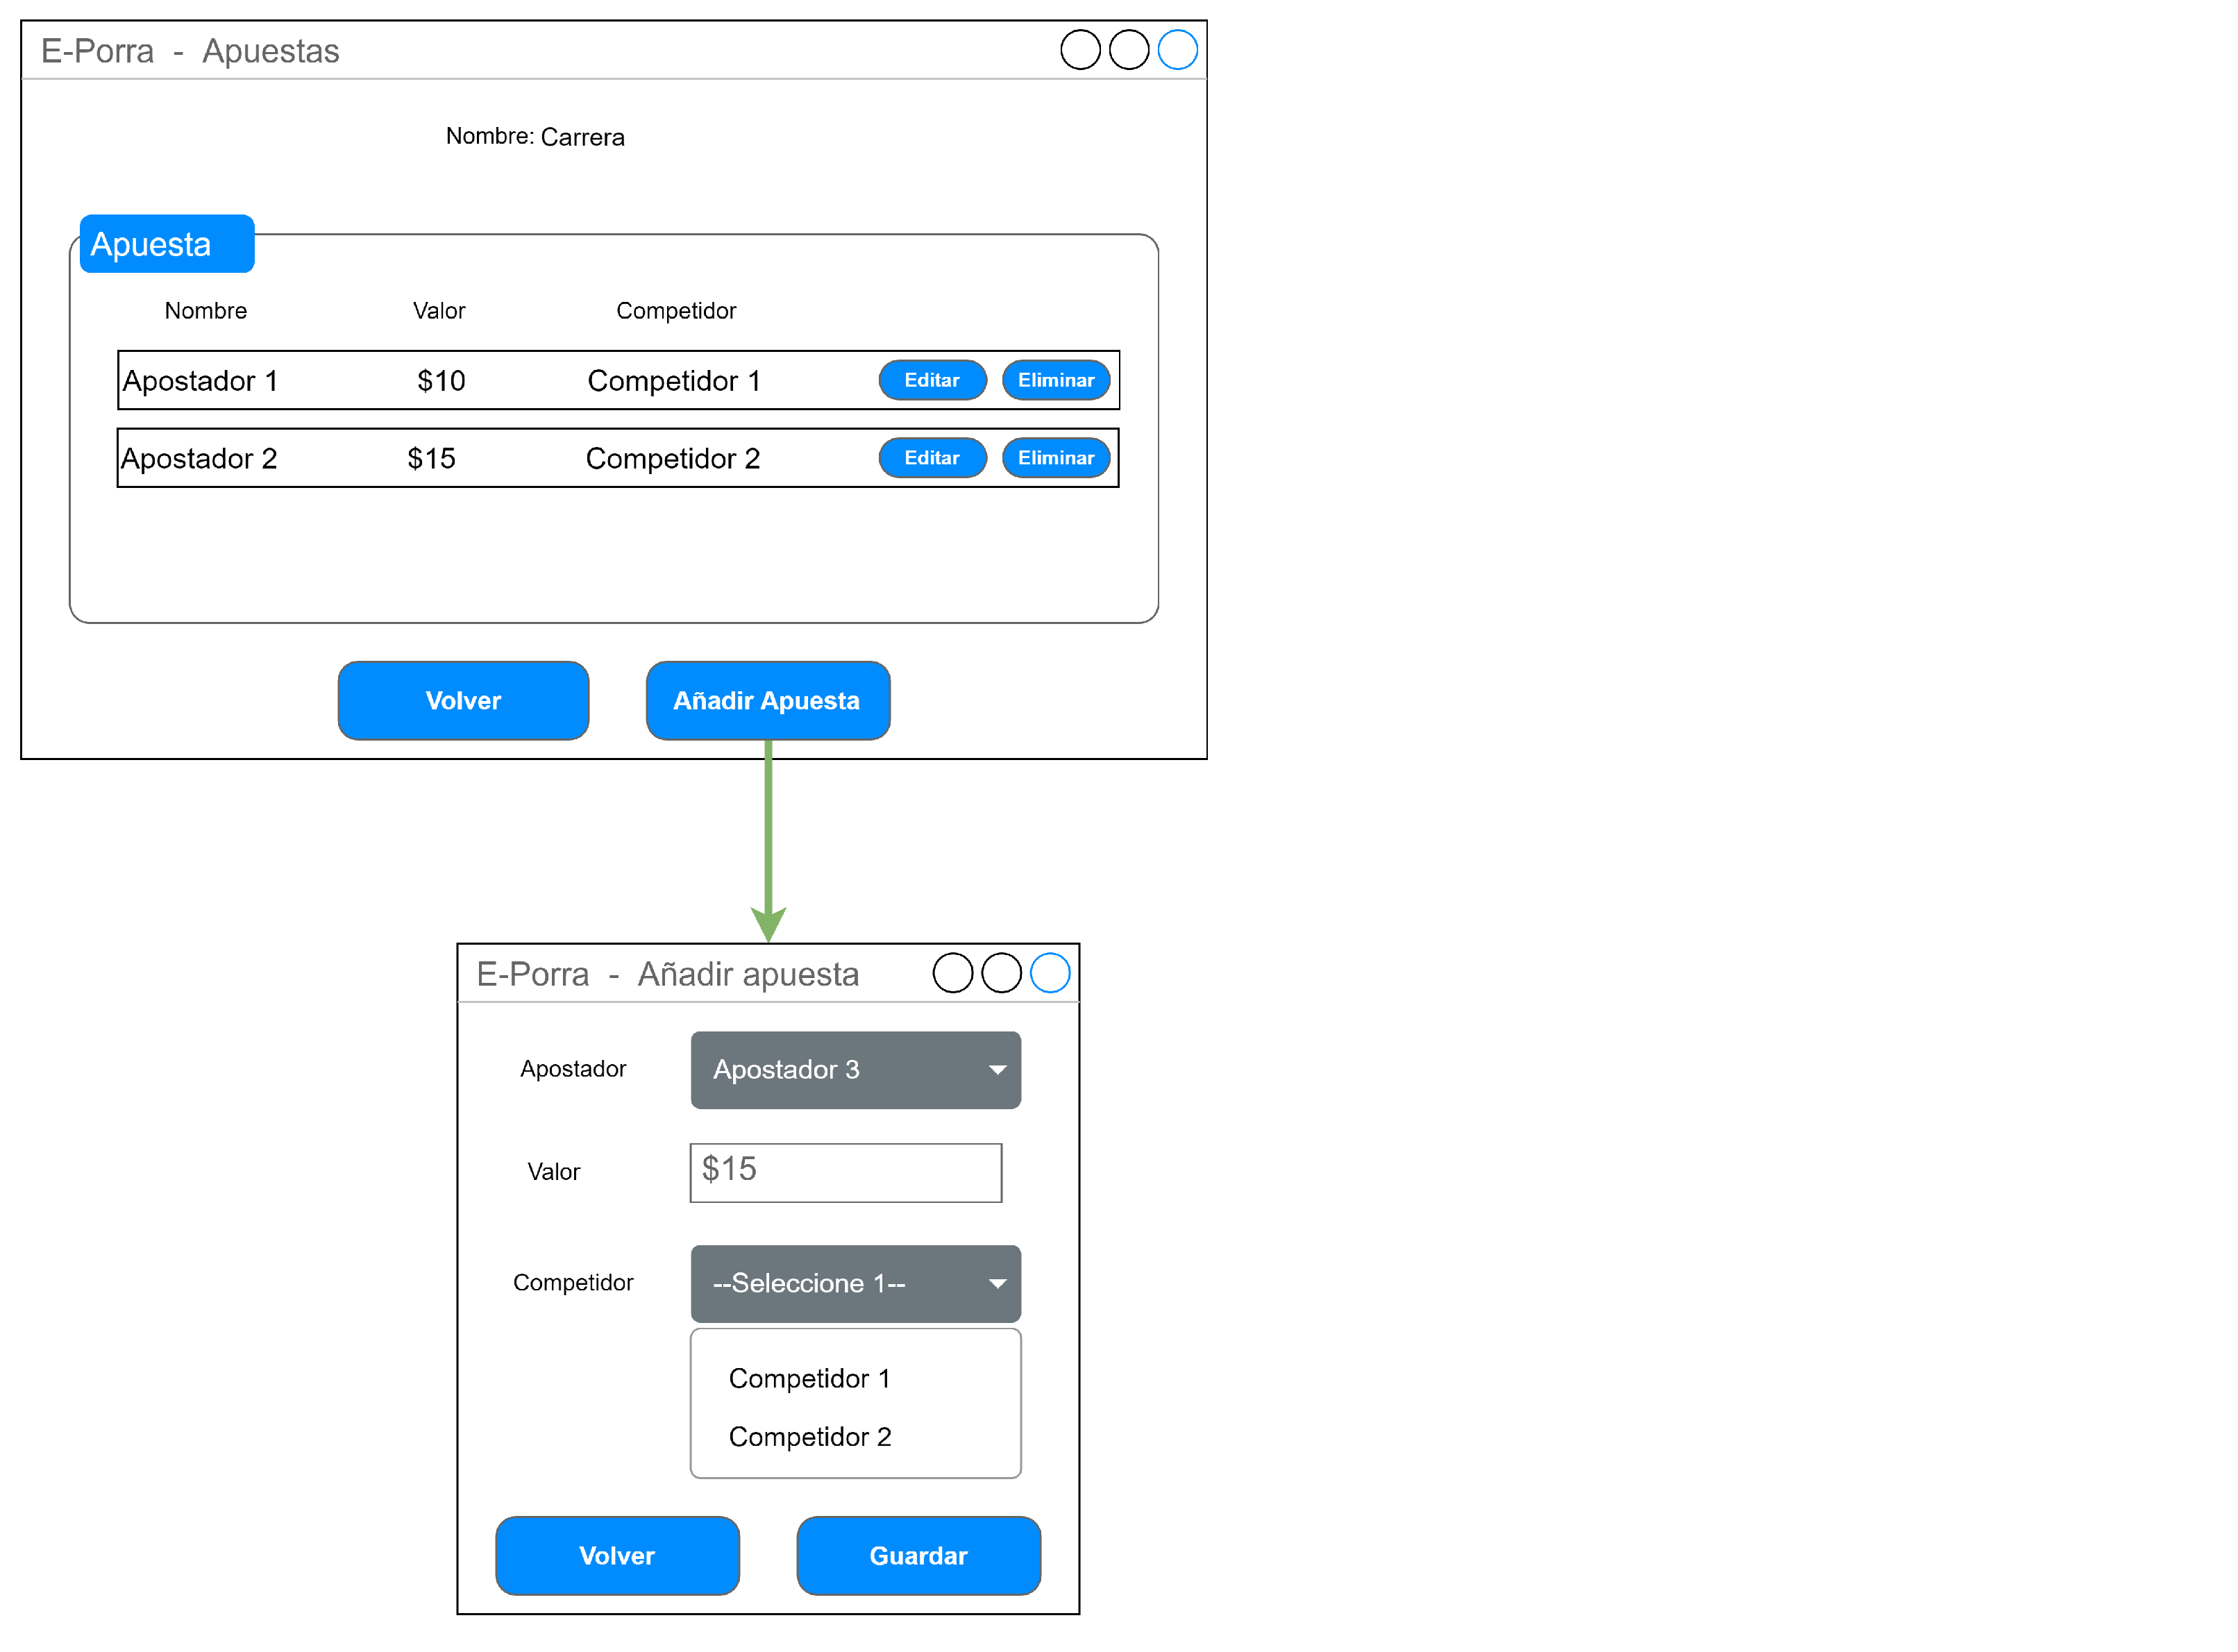 E-Porra - Apuestas
Nombre: Carrera
Apuesta
Nombre Valor Competidor
Apostador 1 $10 Competidor 1 Editar Eliminar
Apostador 2 $15 Competidor 2 Editar Eliminar
Volver Añadir Apuesta
E-Porra - Añadir apuesta
Apostador Apostador 3
Valor $15
Competidor --Seleccione 1--
Competidor 1
Competidor 2
Volver Guardar